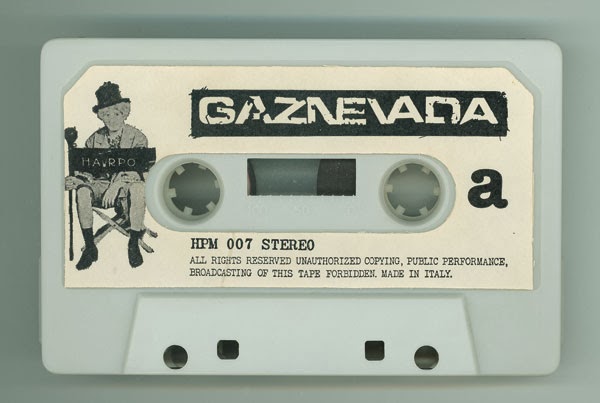 GAZNEVADA
HARPO
a
HPM 007 STEREO
ALL RIGHTS RESERVED UNAUTHORIZED COPYING, PUBLIC PERFORMANCE,
BROADCASTING OF THIS TAPE FORBIDDEN. MADE IN ITALY.